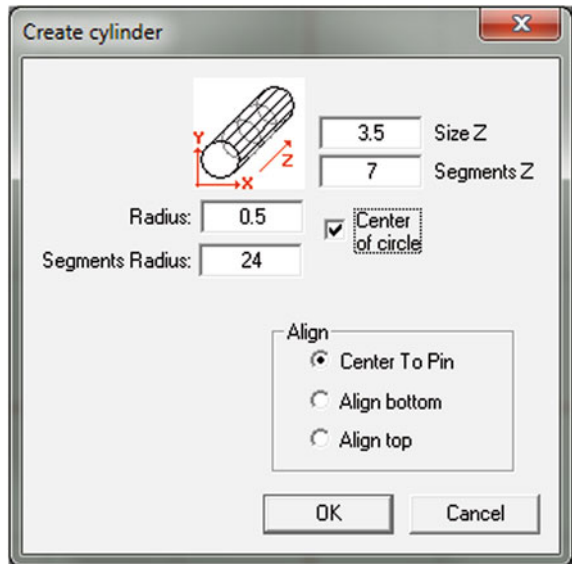 Create cylinder
Y
Z
X
3.5 Size Z
7 Segments Z
Radius: 0.5
Center
of circle
Segments Radius: 24
Align
Center To Pin
Align bottom
Align top
OK Cancel